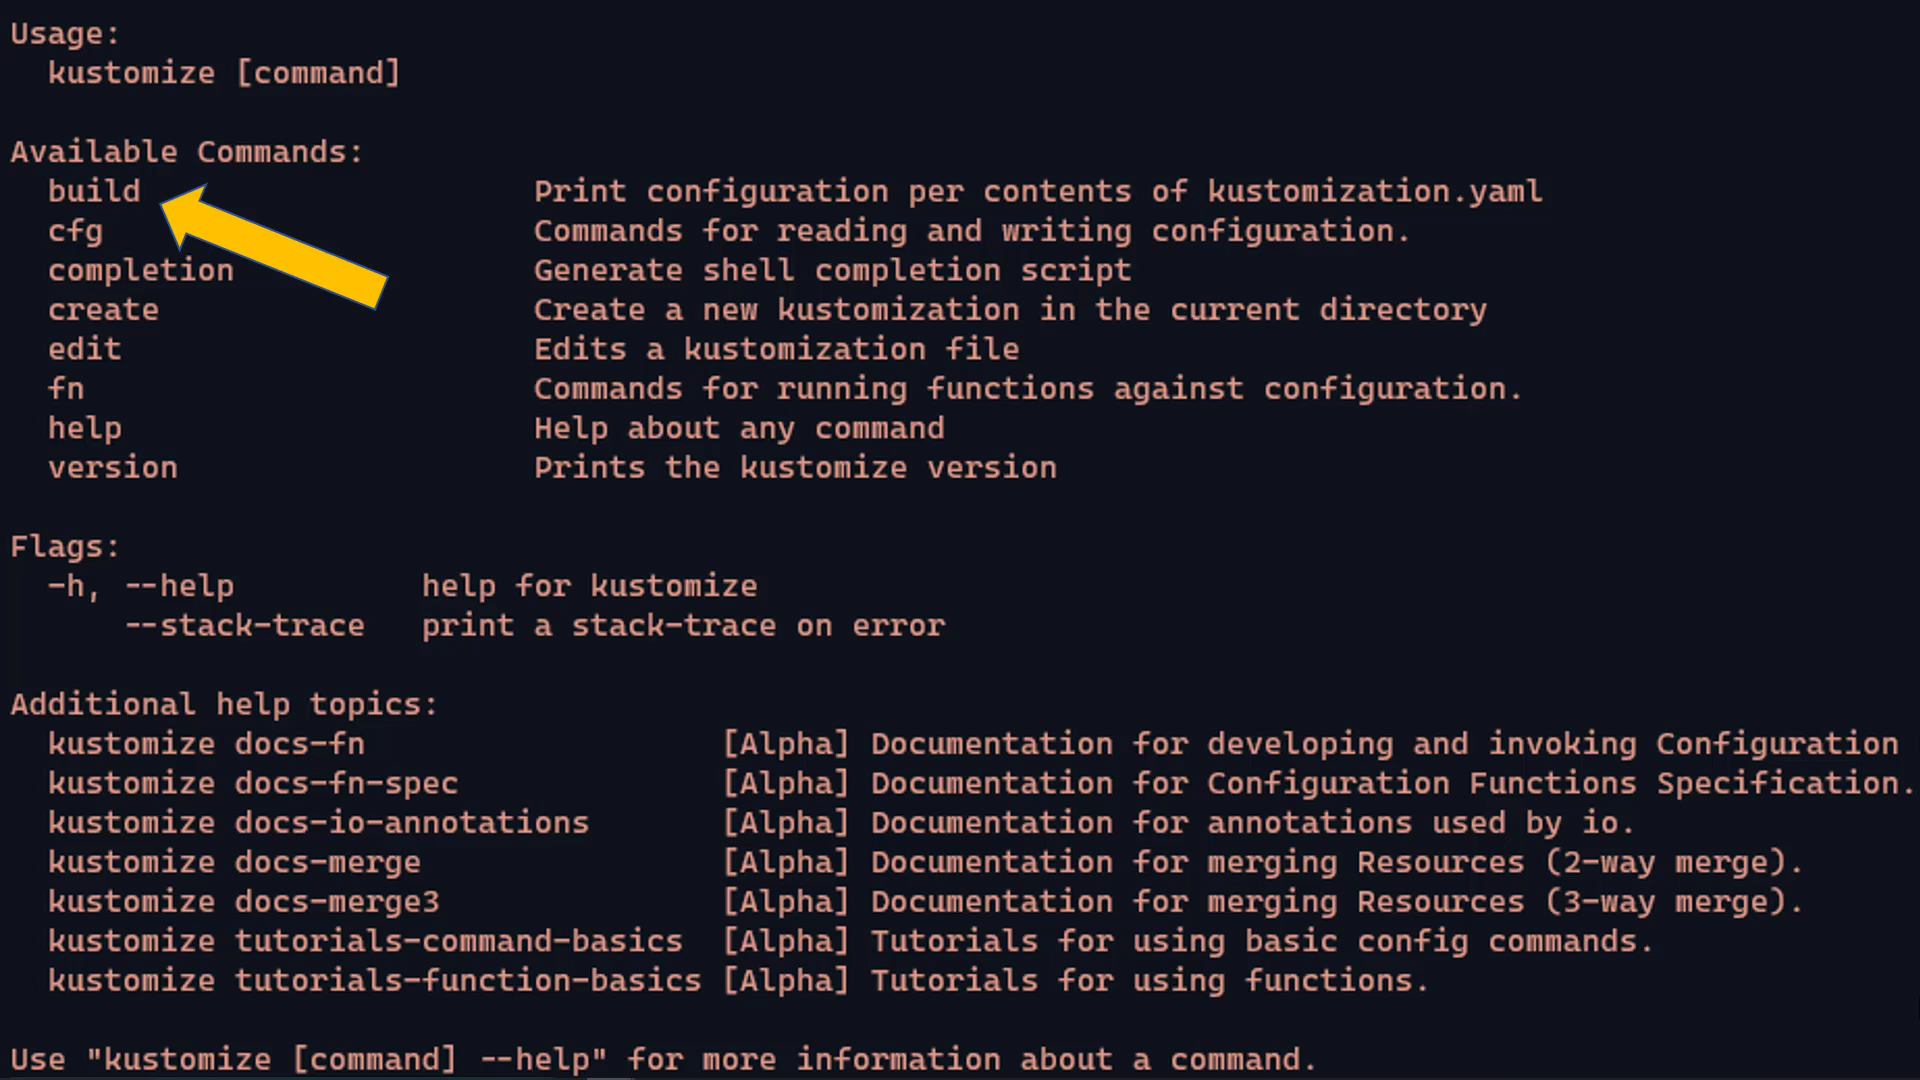 Usage:
  kustomize [command]

Available Commands:
  build                     Print configuration per contents of kustomization.yaml
  cfg                       Commands for reading and writing configuration.
  completion                Generate shell completion script
  create                    Create a new kustomization in the current directory
  edit                      Edits a kustomization file
  fn                        Commands for running functions against configuration.
  help                      Help about any command
  version                   Prints the kustomize version

Flags:
  -h, --help          help for kustomize
      --stack-trace   print a stack-trace on error

Additional help topics:
  kustomize docs-fn                   [Alpha] Documentation for developing and invoking Configuration
  kustomize docs-fn-spec              [Alpha] Documentation for Configuration Functions Specification.
  kustomize docs-io-annotations       [Alpha] Documentation for annotations used by io.
  kustomize docs-merge                [Alpha] Documentation for merging Resources (2-way merge).
  kustomize docs-merge3               [Alpha] Documentation for merging Resources (3-way merge).
  kustomize tutorials-command-basics  [Alpha] Tutorials for using basic config commands.
  kustomize tutorials-function-basics [Alpha] Tutorials for using functions.

Use "kustomize [command] --help" for more information about a command.